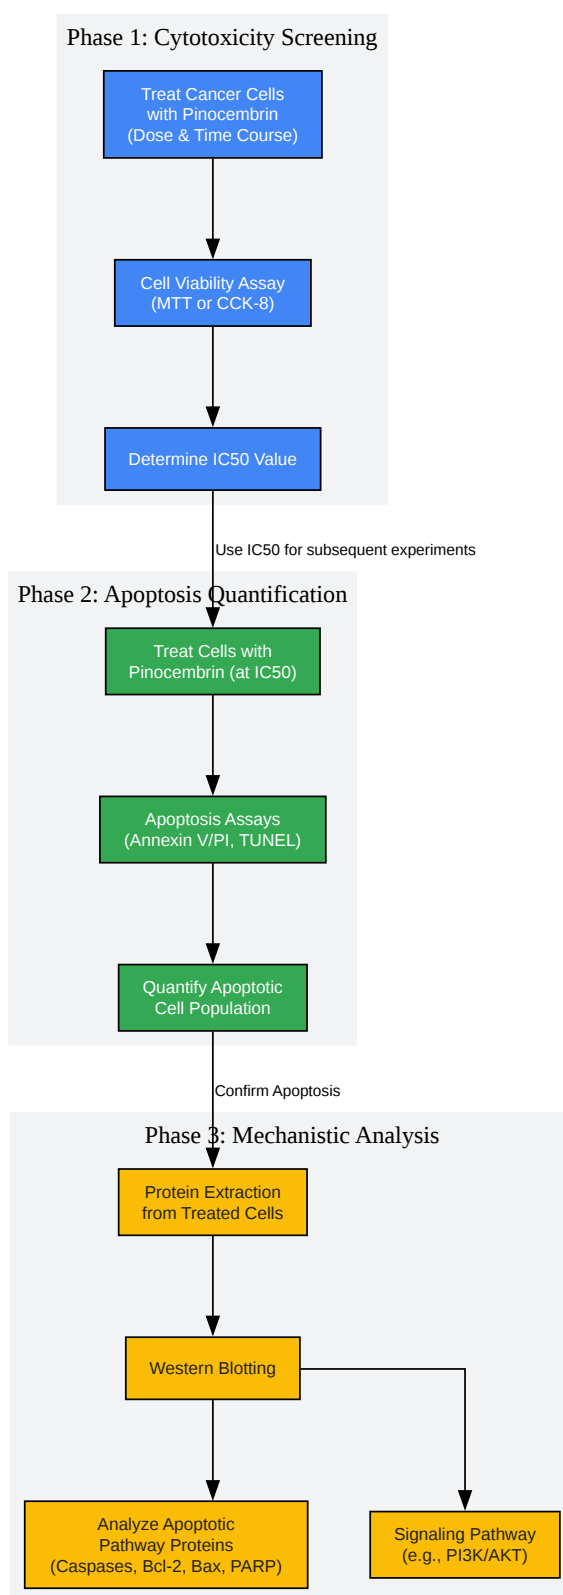 Phase 1: Cytotoxicity Screening
Treat Cancer Cells
with Pinocembrin
(Dose & Time Course)
Cell Viability Assay
(MTT or CCK-8)
Determine IC50 Value
Use IC50 for subsequent experiments
Phase 2: Apoptosis Quantification
Treat Cells with
Pinocembrin (at IC50)
Apoptosis Assays
(Annexin V/PI, TUNEL)
Quantify Apoptotic
Cell Population
Confirm Apoptosis
Phase 3: Mechanistic Analysis
Protein Extraction
from Treated Cells
Western Blotting
Analyze Apoptotic
Pathway Proteins
(Caspases, Bcl-2, Bax, PARP)
Signaling Pathway
(e.g., PI3K/AKT)